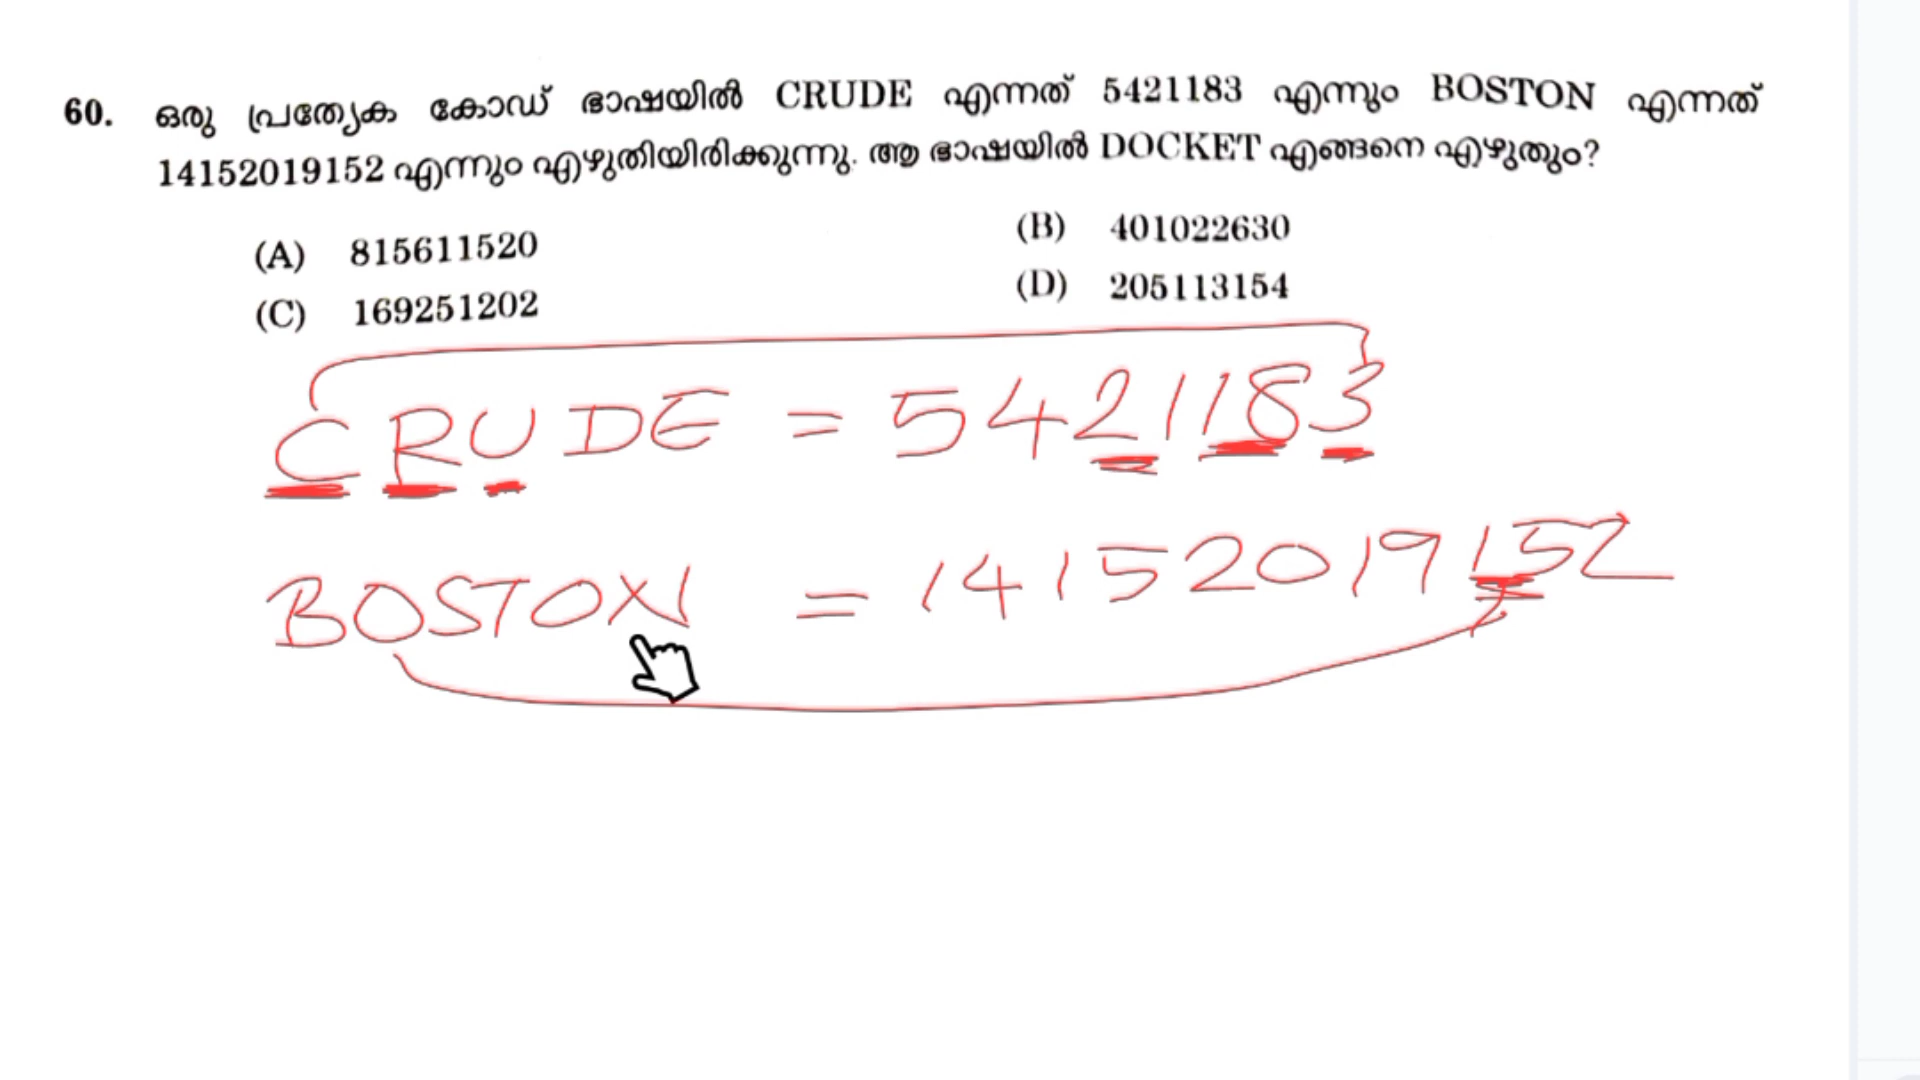 60. ഒരു പ്രത്യേക കോഡ് ഭാഷയിൽ CRUDE എന്നത് 5421183 എന്നും BOSTON എന്നത്
14152019152 എന്നും എഴുതിയിരിക്കുന്നു. ആ ഭാഷയിൽ DOCKET എങ്ങനെ എഴുതും?
(A) 815611520 (B) 401022630
(C) 169251202 (D) 205113154
CRUDE = 5421183
BOSTON = 14152019152